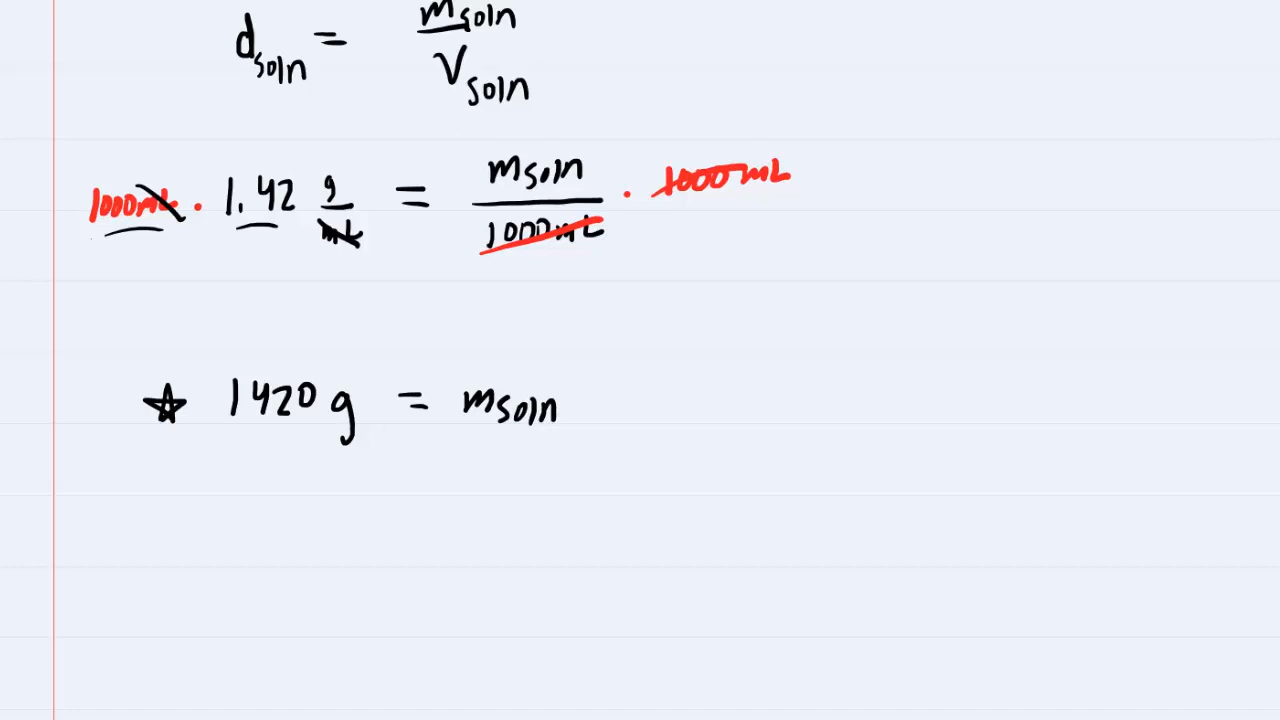 d_soln = m_soln / V_soln
1000mL · 1.42 g/mL = m_soln / 1000mL · 1000mL
☆ 1420 g = m_soln